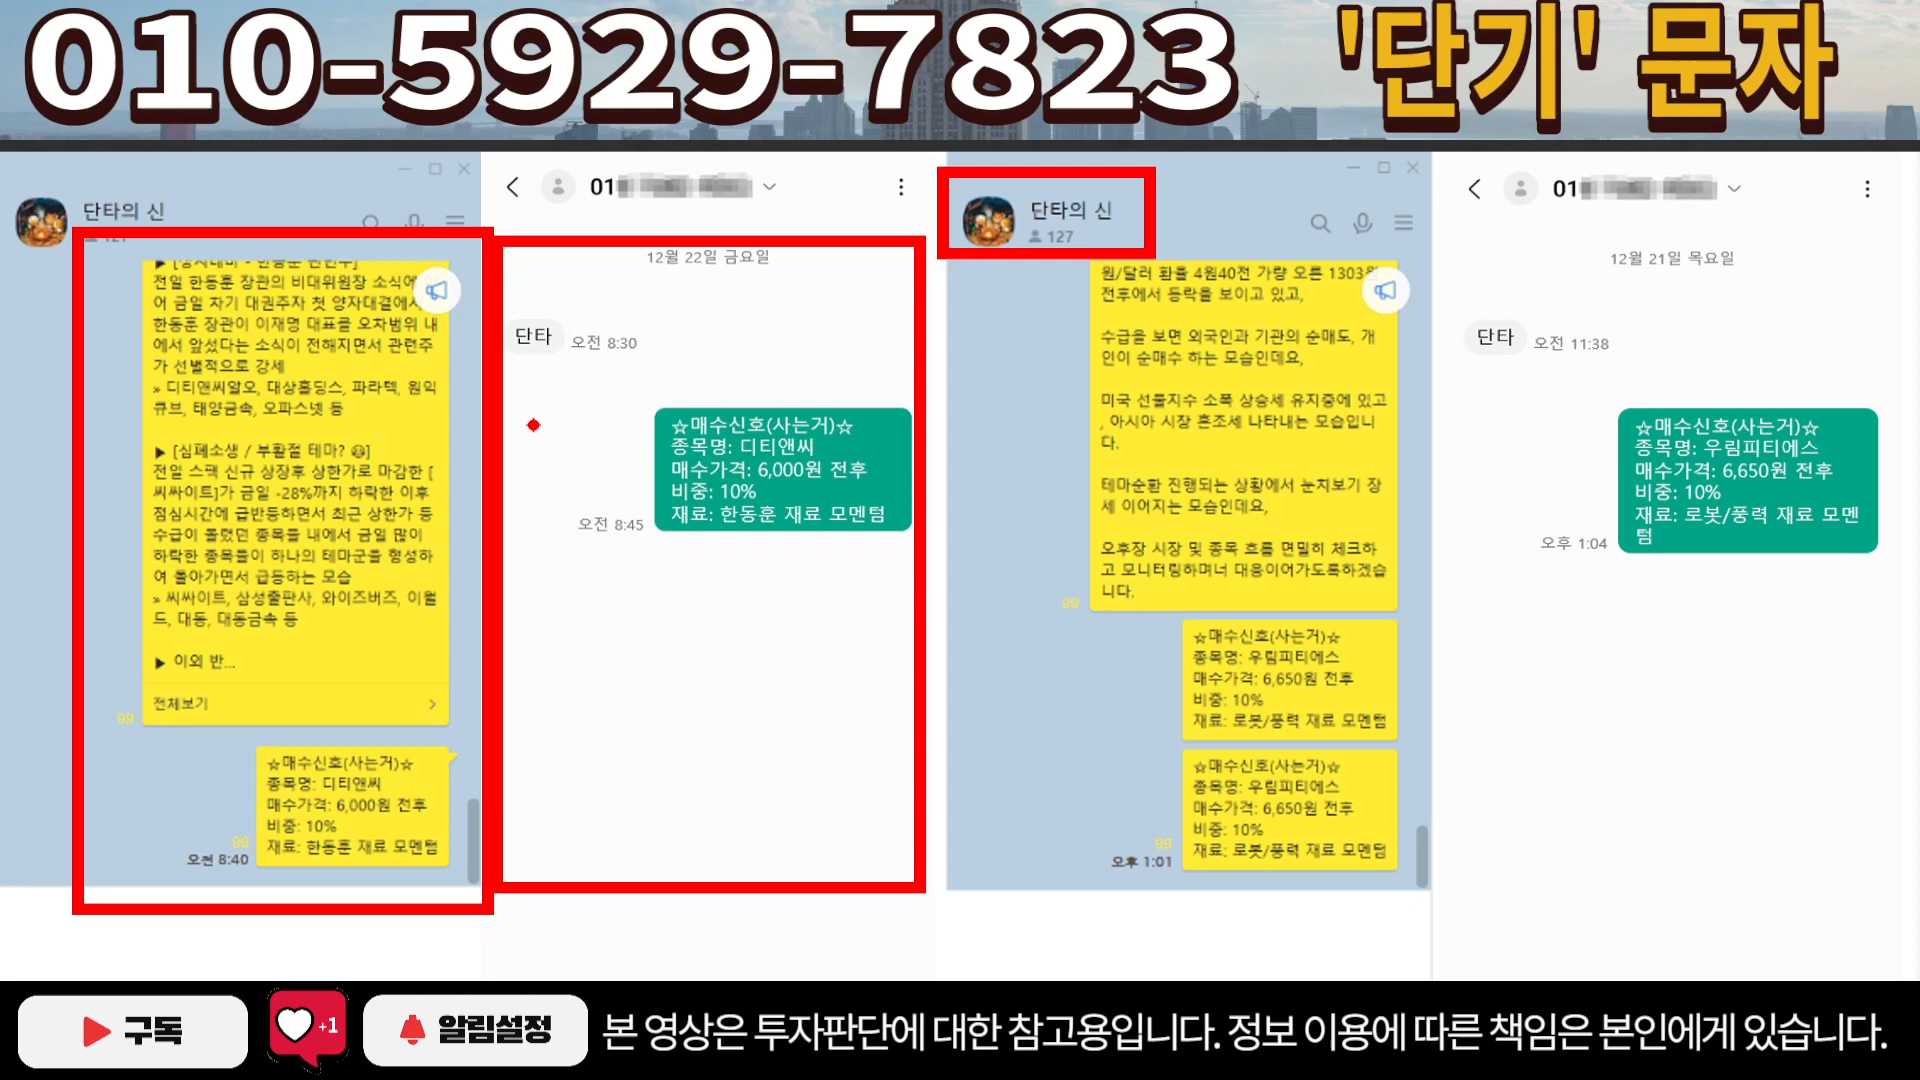 010-5929-7823 '단기' 문자
단타의 신
127
전일 한동훈 장관의 비대위원장 소식에
어 금일 차기 대권주자 첫 양자대결에서
한동훈 장관이 이재명 대표를 오차범위 내
에서 앞섰다는 소식이 전해지면서 관련주
가 선별적으로 강세
» 디티앤씨알오, 대상홀딩스, 파라텍, 원익
큐브, 태양금속, 오파스넷 등
▶ [심폐소생 / 부활절 테마? 😂]
전일 스팩 신규 상장후 상한가로 마감한 [
씨싸이트]가 금일 -28%까지 하락한 이후
점심시간에 급반등하면서 최근 상한가 등
수급이 몰렸던 종목들 내에서 금일 많이
하락한 종목들이 하나의 테마군을 형성하
여 돌아가면서 급등하는 모습
» 씨싸이트, 삼성출판사, 와이즈버즈, 이월
드, 대동, 대동금속 등
▶ 이외 반...
전체보기
99
☆매수신호(사는거)☆
종목명: 디티앤씨
매수가격: 6,000원 전후
비중: 10%
재료: 한동훈 재료 모멘텀
99
오전 8:40
01
12월 22일 금요일
단타
오전 8:30
☆매수신호(사는거)☆
종목명: 디티앤씨
매수가격: 6,000원 전후
비중: 10%
재료: 한동훈 재료 모멘텀
오전 8:45
단타의 신
127
원/달러 환율 4원40전 가량 오른 1303원
전후에서 등락을 보이고 있고,
수급을 보면 외국인과 기관의 순매도, 개
인이 순매수 하는 모습인데요,
미국 선물지수 소폭 상승세 유지중에 있고
, 아시아 시장 혼조세 나타내는 모습입니
다.
테마순환 진행되는 상황에서 눈치보기 장
세 이어지는 모습인데요,
오후장 시장 및 종목 흐름 면밀히 체크하
고 모니터링하며너 대응이어가도록하겠습
니다.
99
☆매수신호(사는거)☆
종목명: 우림피티에스
매수가격: 6,650원 전후
비중: 10%
재료: 로봇/풍력 재료 모멘텀
☆매수신호(사는거)☆
종목명: 우림피티에스
매수가격: 6,650원 전후
비중: 10%
재료: 로봇/풍력 재료 모멘텀
99
오후 1:01
01
12월 21일 목요일
단타
오전 11:38
☆매수신호(사는거)☆
종목명: 우림피티에스
매수가격: 6,650원 전후
비중: 10%
재료: 로봇/풍력 재료 모멘
텀
오후 1:04
구독
+1
알림설정
본 영상은 투자판단에 대한 참고용입니다. 정보 이용에 따른 책임은 본인에게 있습니다.